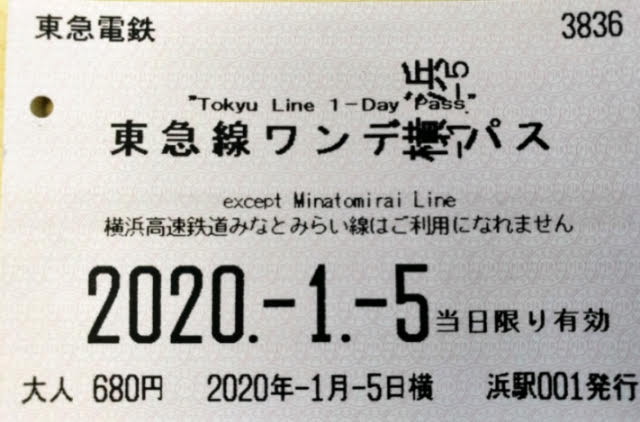 東急電鉄 3836
"Tokyu Line 1-Day Pass"
東急線ワンデ パス
横浜 -5
except Minatomirai Line
横浜高速鉄道みなとみらい線はご利用になれません
2020.-1.-5 当日限り有効
大人 680円 2020年-1月-5日横 浜駅001発行